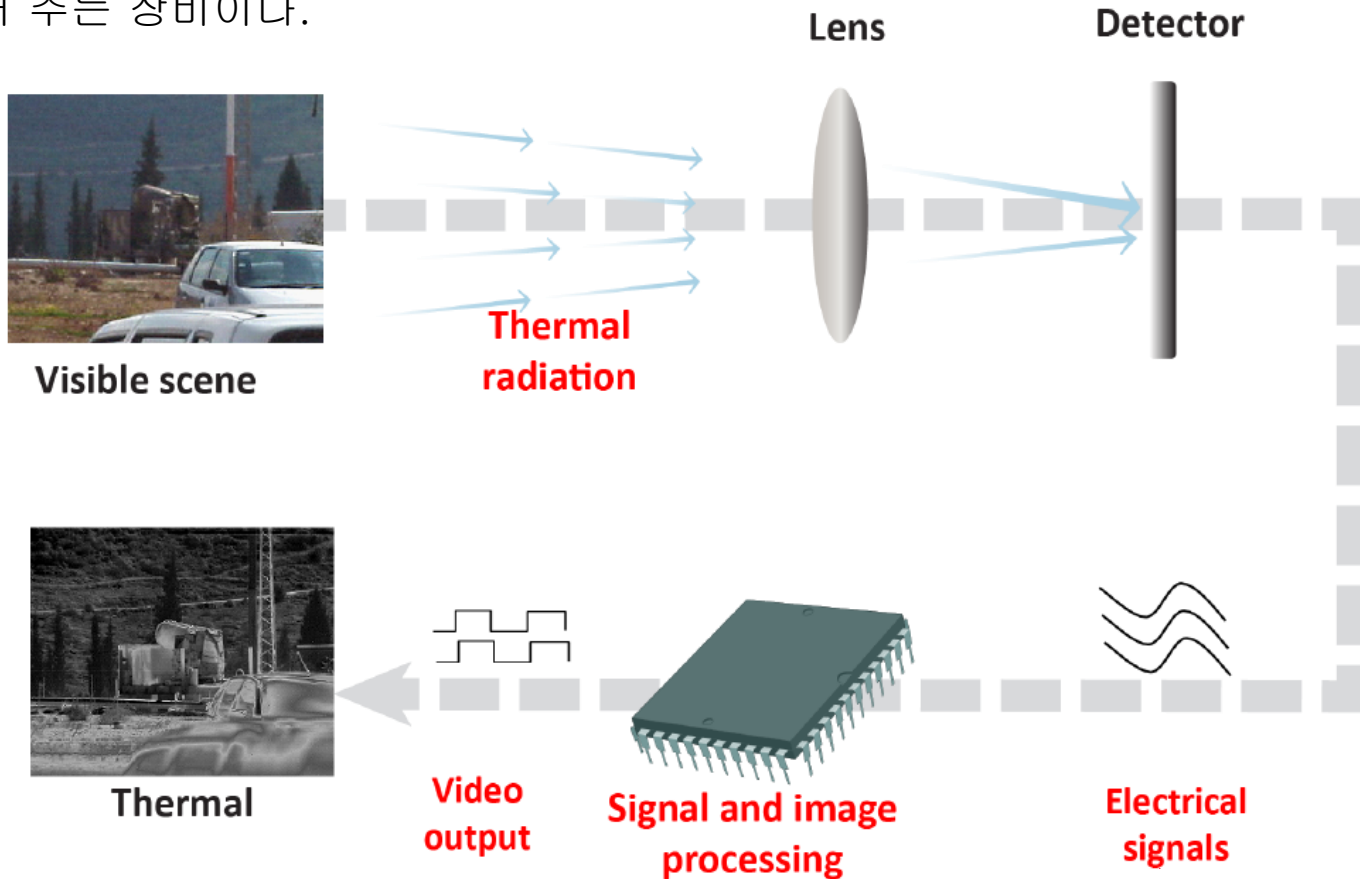 주는 장비이다.
Lens
Detector
Visible scene
Thermal
radiation
Thermal
Video
output
Signal and image
processing
Electrical
signals